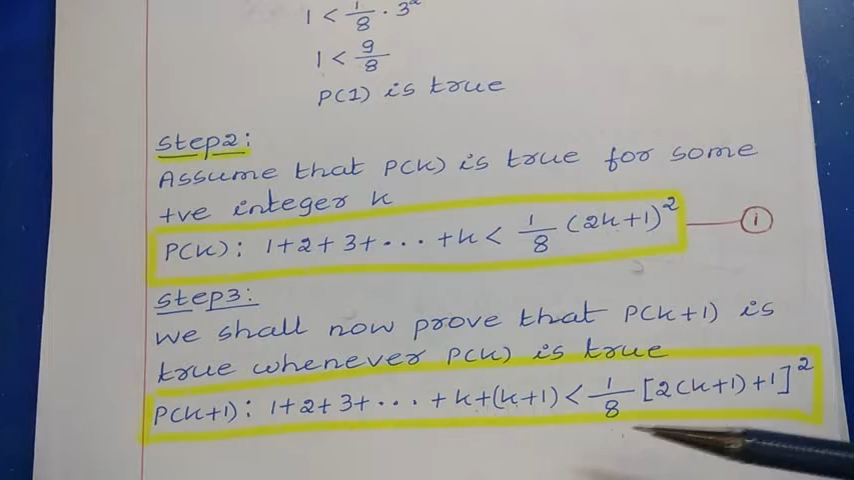 1 < 1/8 · 3²
1 < 9/8
P(1) is true
Step2:
Assume that P(k) is true for some
+ve integer k
P(k): 1+2+3+...+k < 1/8 (2k+1)² — ①
Step3:
we shall now prove that P(k+1) is
true whenever P(k) is true
P(k+1): 1+2+3+...+k+(k+1) < 1/8 [2(k+1)+1]²